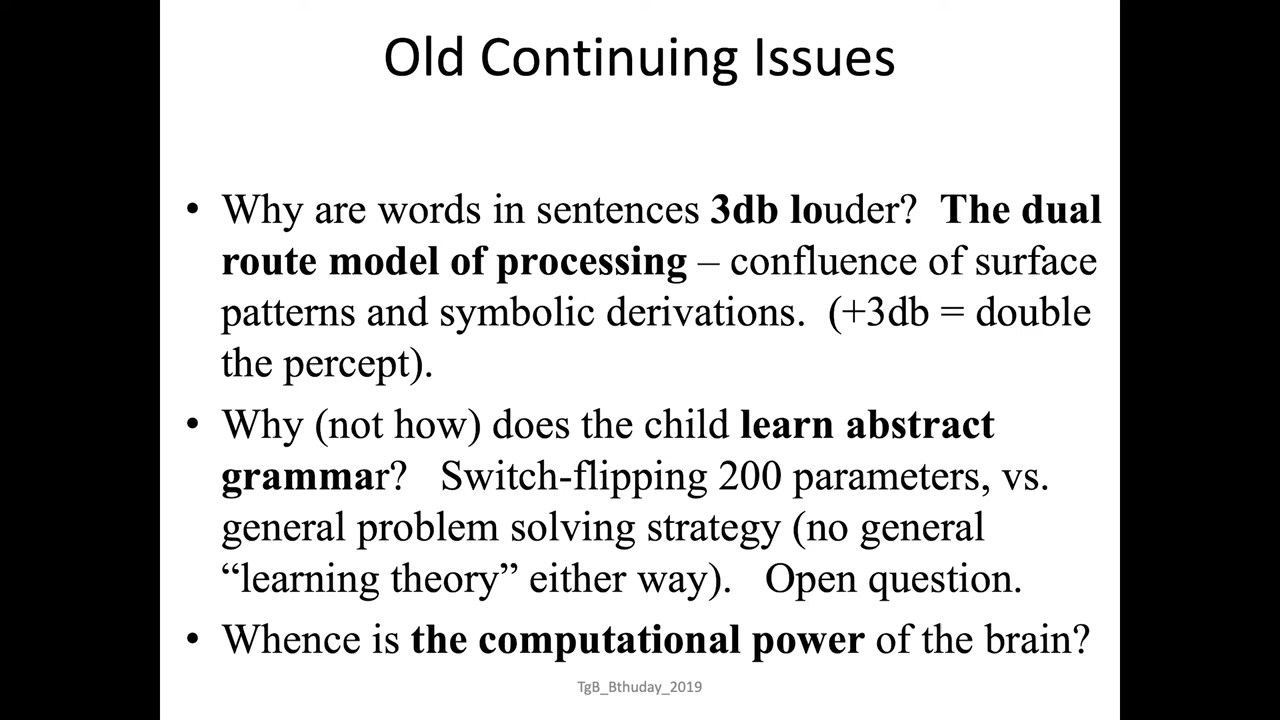 Old Continuing Issues
• Why are words in sentences 3db louder? The dual
route model of processing – confluence of surface
patterns and symbolic derivations. (+3db = double
the percept).
• Why (not how) does the child learn abstract
grammar? Switch-flipping 200 parameters, vs.
general problem solving strategy (no general
“learning theory” either way). Open question.
• Whence is the computational power of the brain?
TgB_Bthuday_2019